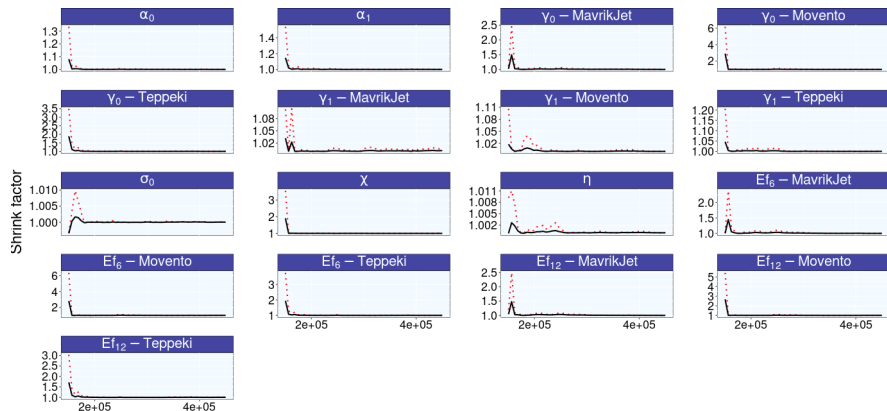 α₀
α₁
γ₀ – MavrikJet
γ₀ – Movento
1.3
1.2
1.1
1.0
1.4
1.2
1.0
2.5
2.0
1.5
1.0
6
4
2
γ₀ – Teppeki
γ₁ – MavrikJet
γ₁ – Movento
γ₁ – Teppeki
3.5
3.0
2.5
2.0
1.5
1.0
1.08
1.05
1.02
1.11
1.08
1.05
1.02
1.20
1.15
1.10
1.05
1.00
Shrink factor
σ₀
χ
η
Ef₆ – MavrikJet
1.010
1.005
1.000
3
2
1
1.011
1.008
1.005
1.002
2.0
1.5
1.0
Ef₆ – Movento
Ef₆ – Teppeki
Ef₁₂ – MavrikJet
Ef₁₂ – Movento
6
4
2
3
2
1
2.5
2.0
1.5
1.0
5
4
3
2
1
2e+05 4e+05
2e+05 4e+05
2e+05 4e+05
Ef₁₂ – Teppeki
3.0
2.5
2.0
1.5
1.0
2e+05 4e+05